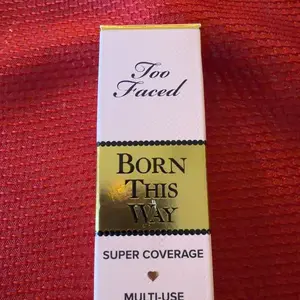 Too
Faced
BORN
THIS
WAY
SUPER COVERAGE
MULTI-USE